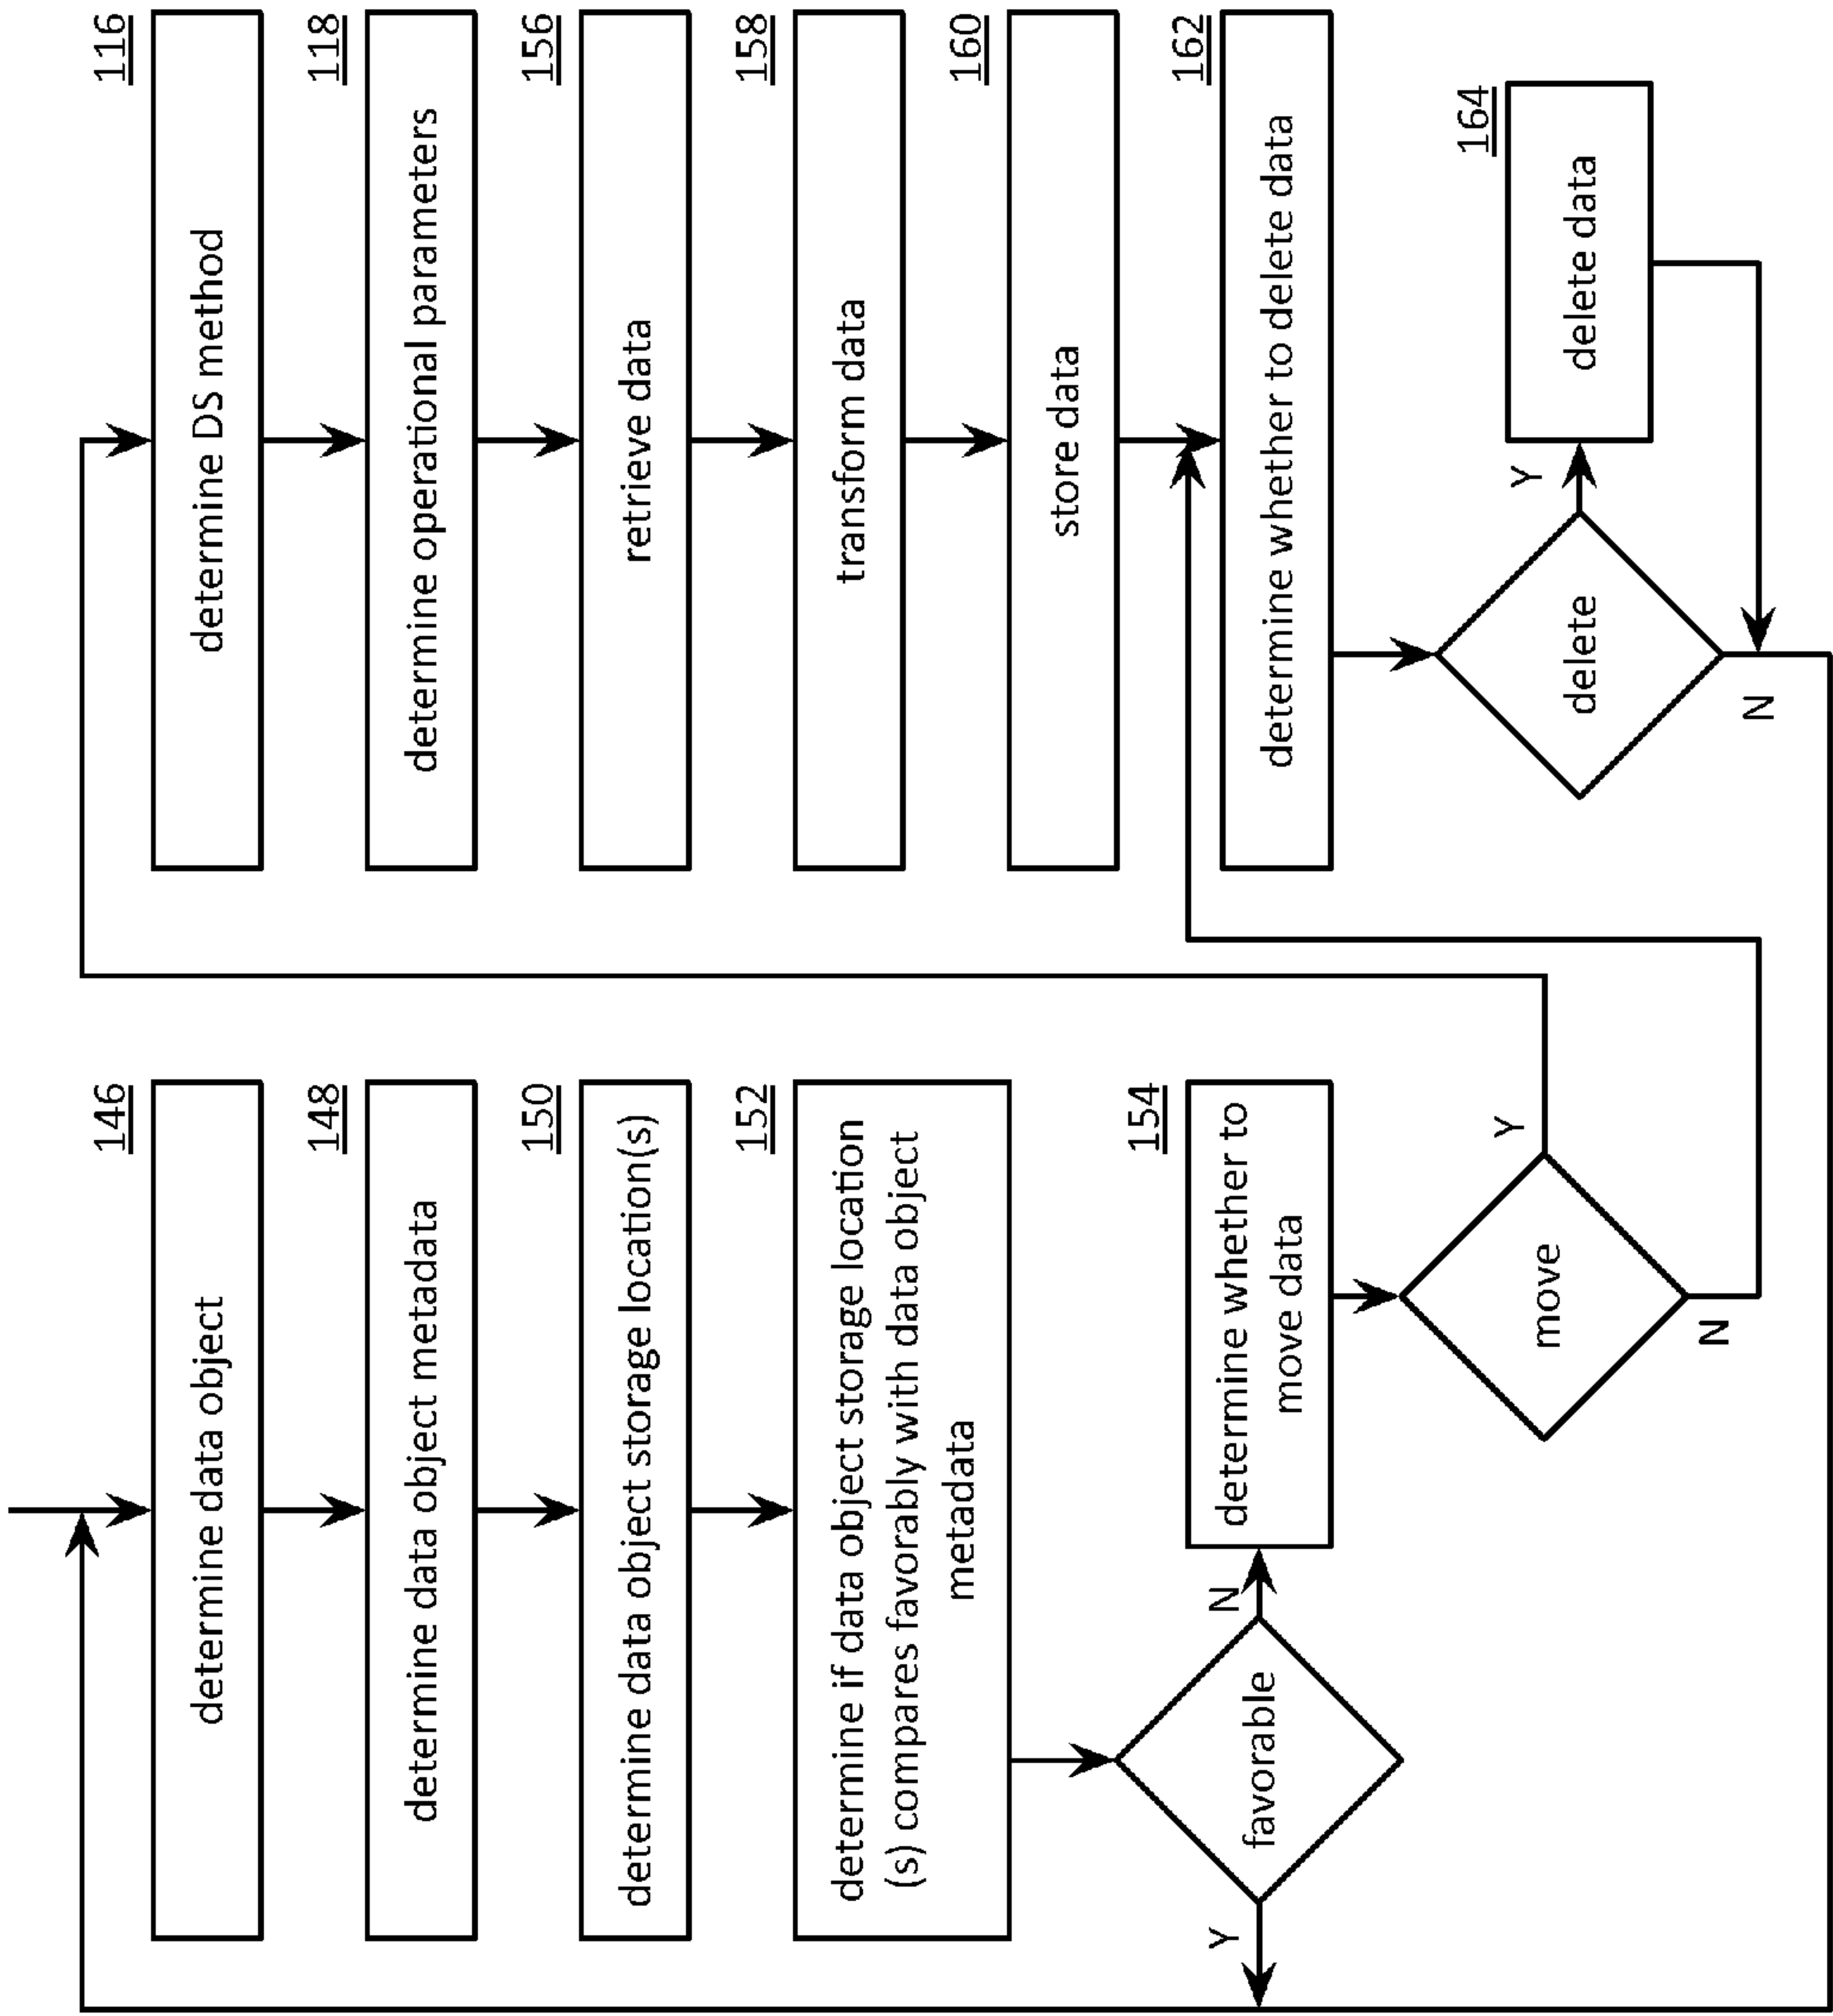 146
determine data object
148
determine data object metadata
150
determine data object storage location(s)
152
determine if data object storage location
(s) compares favorably with data object
metadata
favorable
Y
N
154
determine whether to
move data
move
Y
N
116
determine DS method
118
determine operational parameters
156
retrieve data
158
transform data
160
store data
162
determine whether to delete data
delete
Y
N
164
delete data